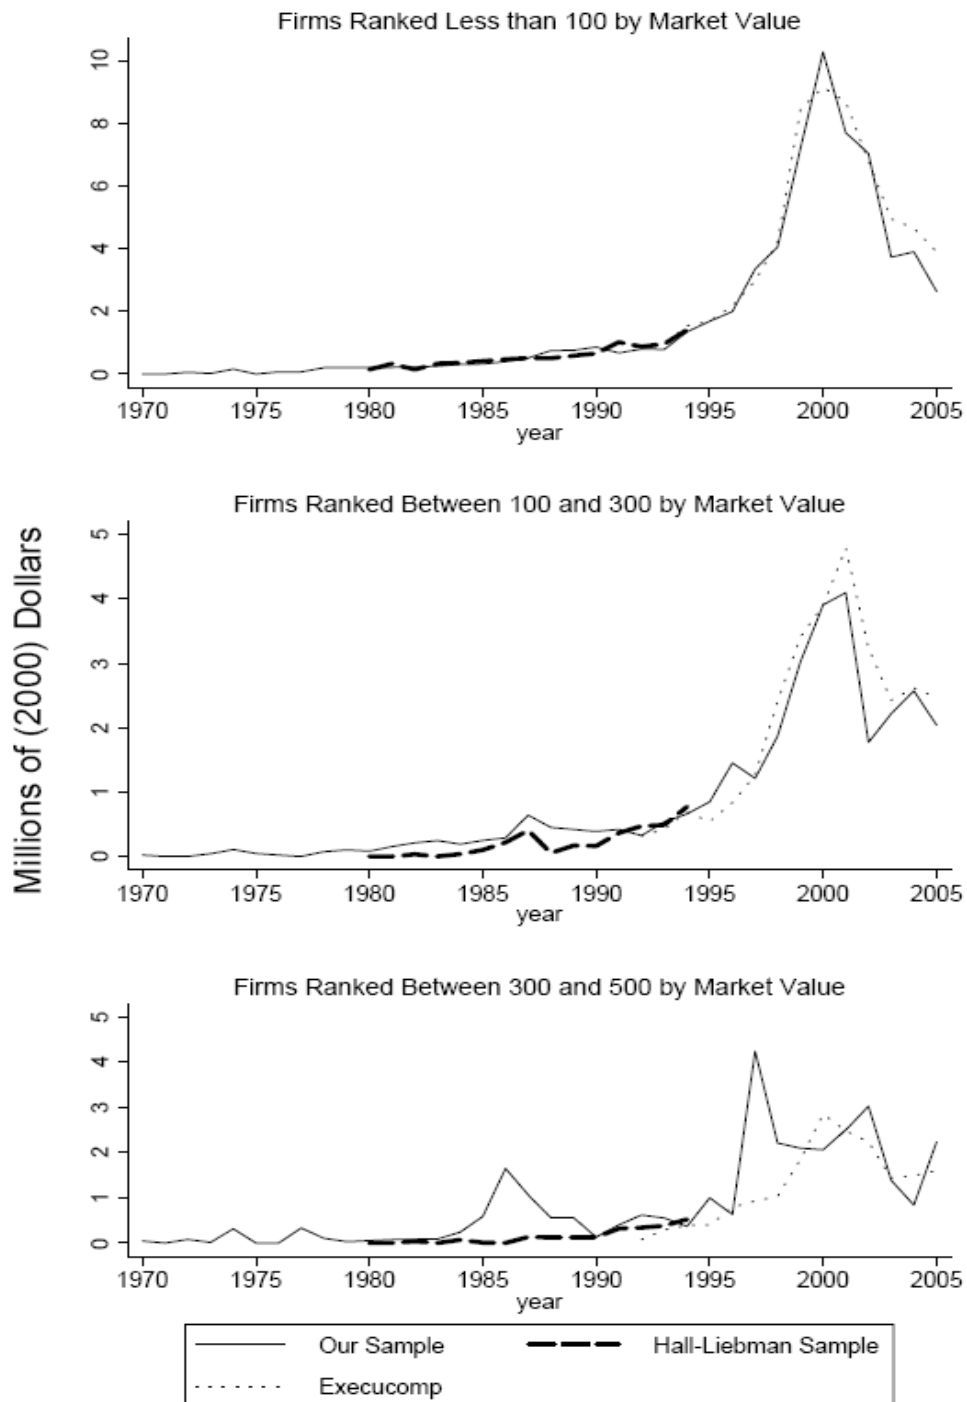 Firms Ranked Less than 100 by Market Value
10
8
6
4
2
0
1970 1975 1980 1985 1990 1995 2000 2005
year
Millions of (2000) Dollars
Firms Ranked Between 100 and 300 by Market Value
5
4
3
2
1
0
1970 1975 1980 1985 1990 1995 2000 2005
year
Firms Ranked Between 300 and 500 by Market Value
5
4
3
2
1
0
1970 1975 1980 1985 1990 1995 2000 2005
year
Our Sample Hall-Liebman Sample
Execucomp